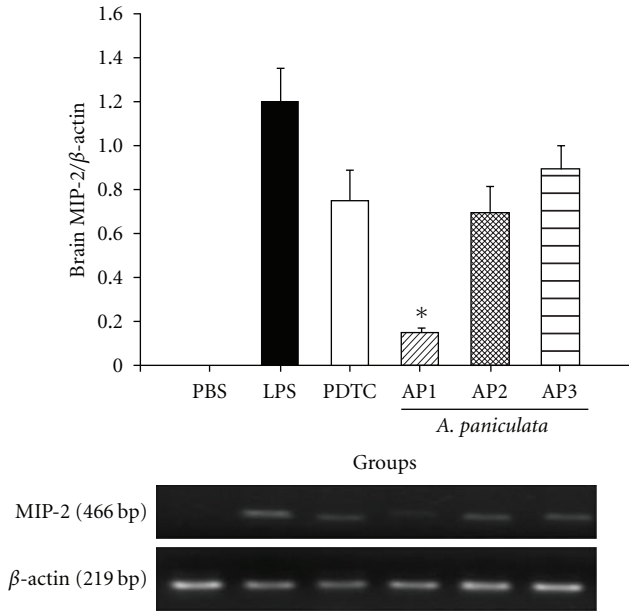 1.6
1.4
1.2
1.0
0.8
0.6
0.4
0.2
0
Brain MIP-2/β-actin
*
PBS LPS PDTC AP1 AP2 AP3
A. paniculata
Groups
MIP-2 (466 bp)
β-actin (219 bp)